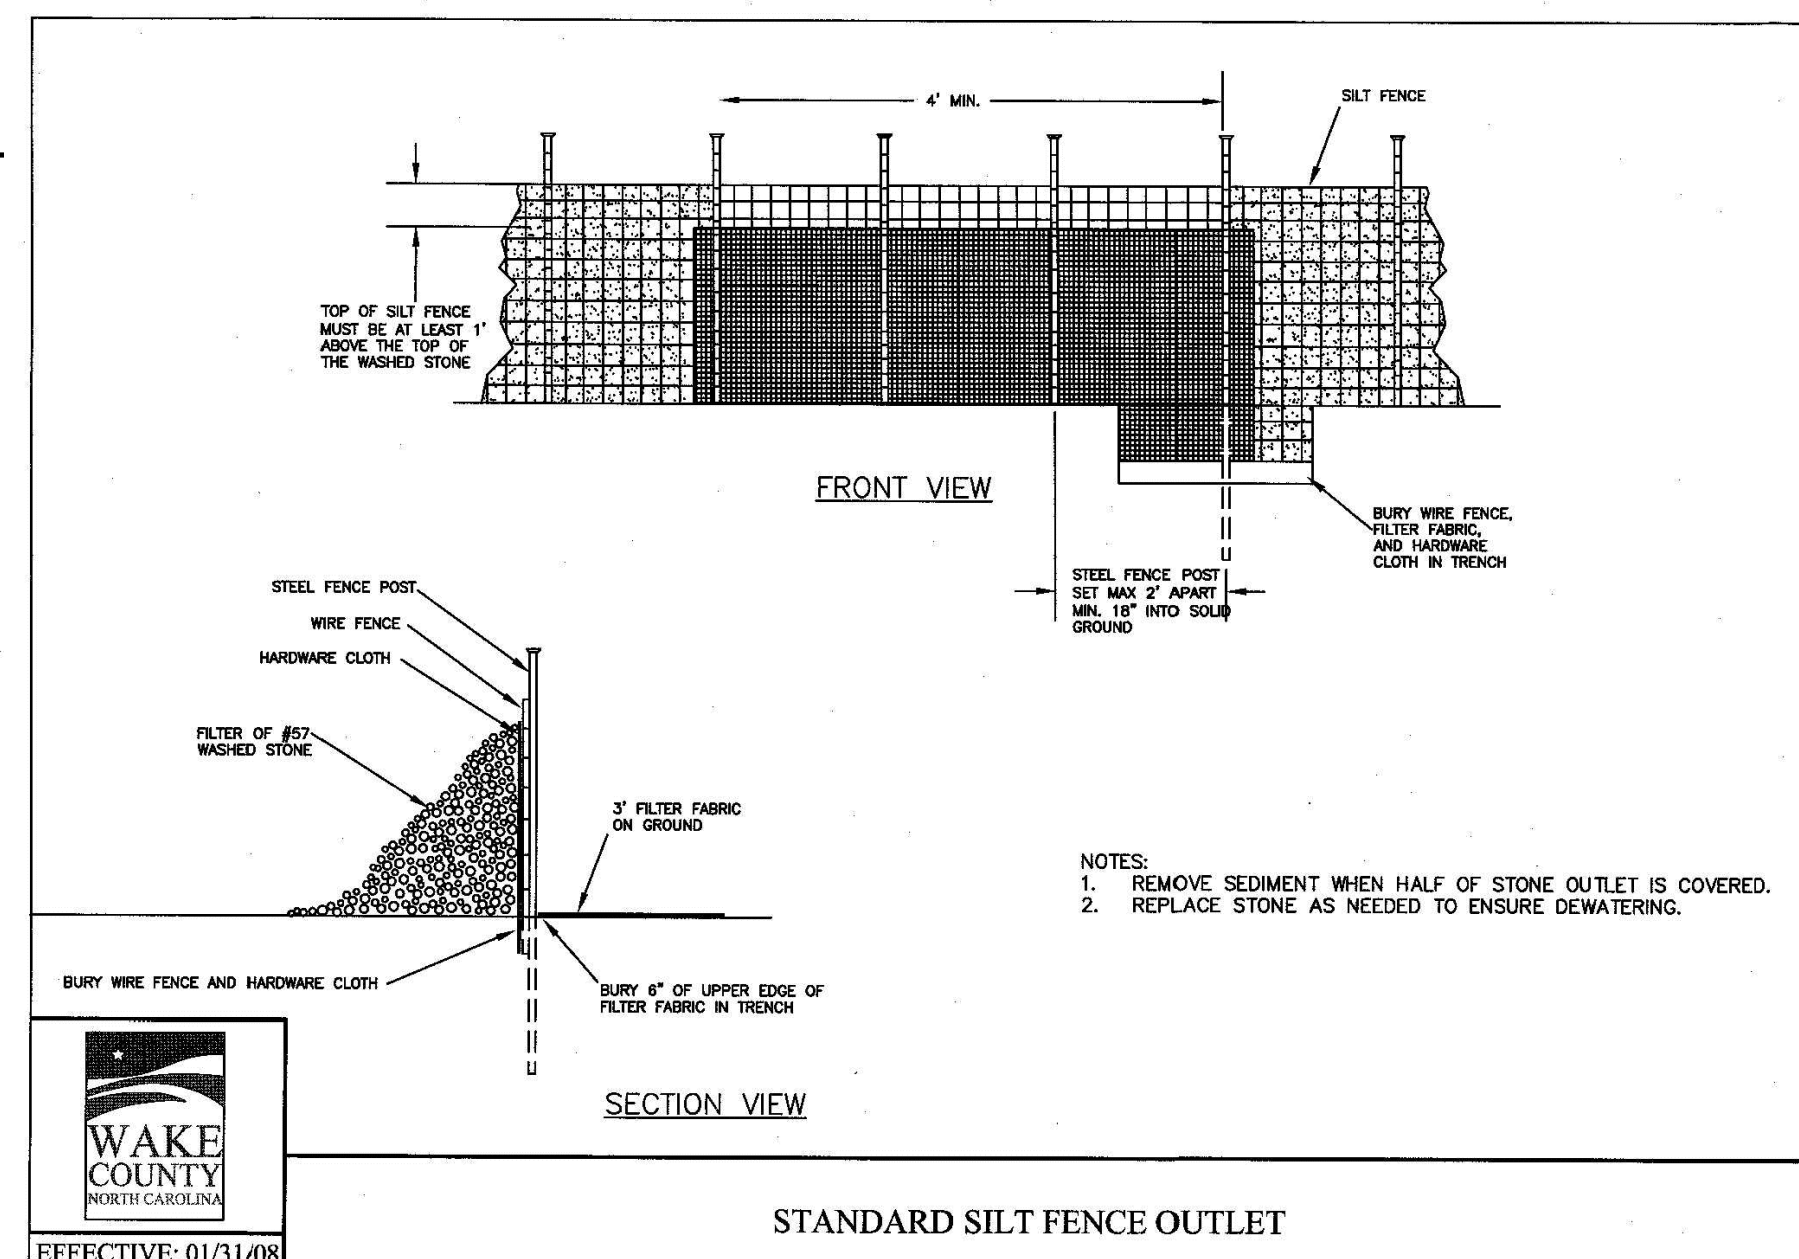 4' MIN.
SILT FENCE
TOP OF SILT FENCE
MUST BE AT LEAST 1'
ABOVE THE TOP OF
THE WASHED STONE
FRONT VIEW
BURY WIRE FENCE,
FILTER FABRIC,
AND HARDWARE
CLOTH IN TRENCH
STEEL FENCE POST
SET MAX 2' APART
MIN. 18" INTO SOLID
GROUND
STEEL FENCE POST
WIRE FENCE
HARDWARE CLOTH
FILTER OF #57
WASHED STONE
3' FILTER FABRIC
ON GROUND
NOTES:
1. REMOVE SEDIMENT WHEN HALF OF STONE OUTLET IS COVERED.
2. REPLACE STONE AS NEEDED TO ENSURE DEWATERING.
BURY WIRE FENCE AND HARDWARE CLOTH
BURY 6" OF UPPER EDGE OF
FILTER FABRIC IN TRENCH
SECTION VIEW
WAKE
COUNTY
NORTH CAROLINA
STANDARD SILT FENCE OUTLET
EFFECTIVE: 01/31/08